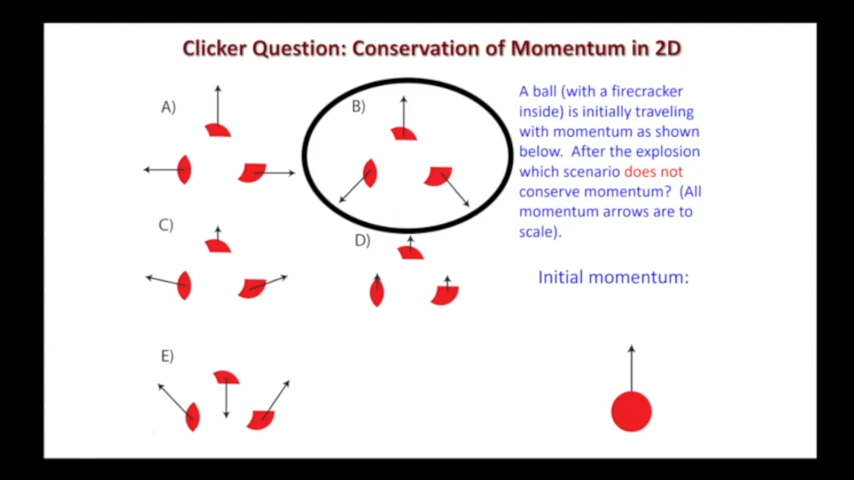 Clicker Question: Conservation of Momentum in 2D
A)
B)
A ball (with a firecracker
inside) is initially traveling
with momentum as shown
below. After the explosion
which scenario does not
conserve momentum? (All
momentum arrows are to
scale).
C)
D)
Initial momentum:
E)